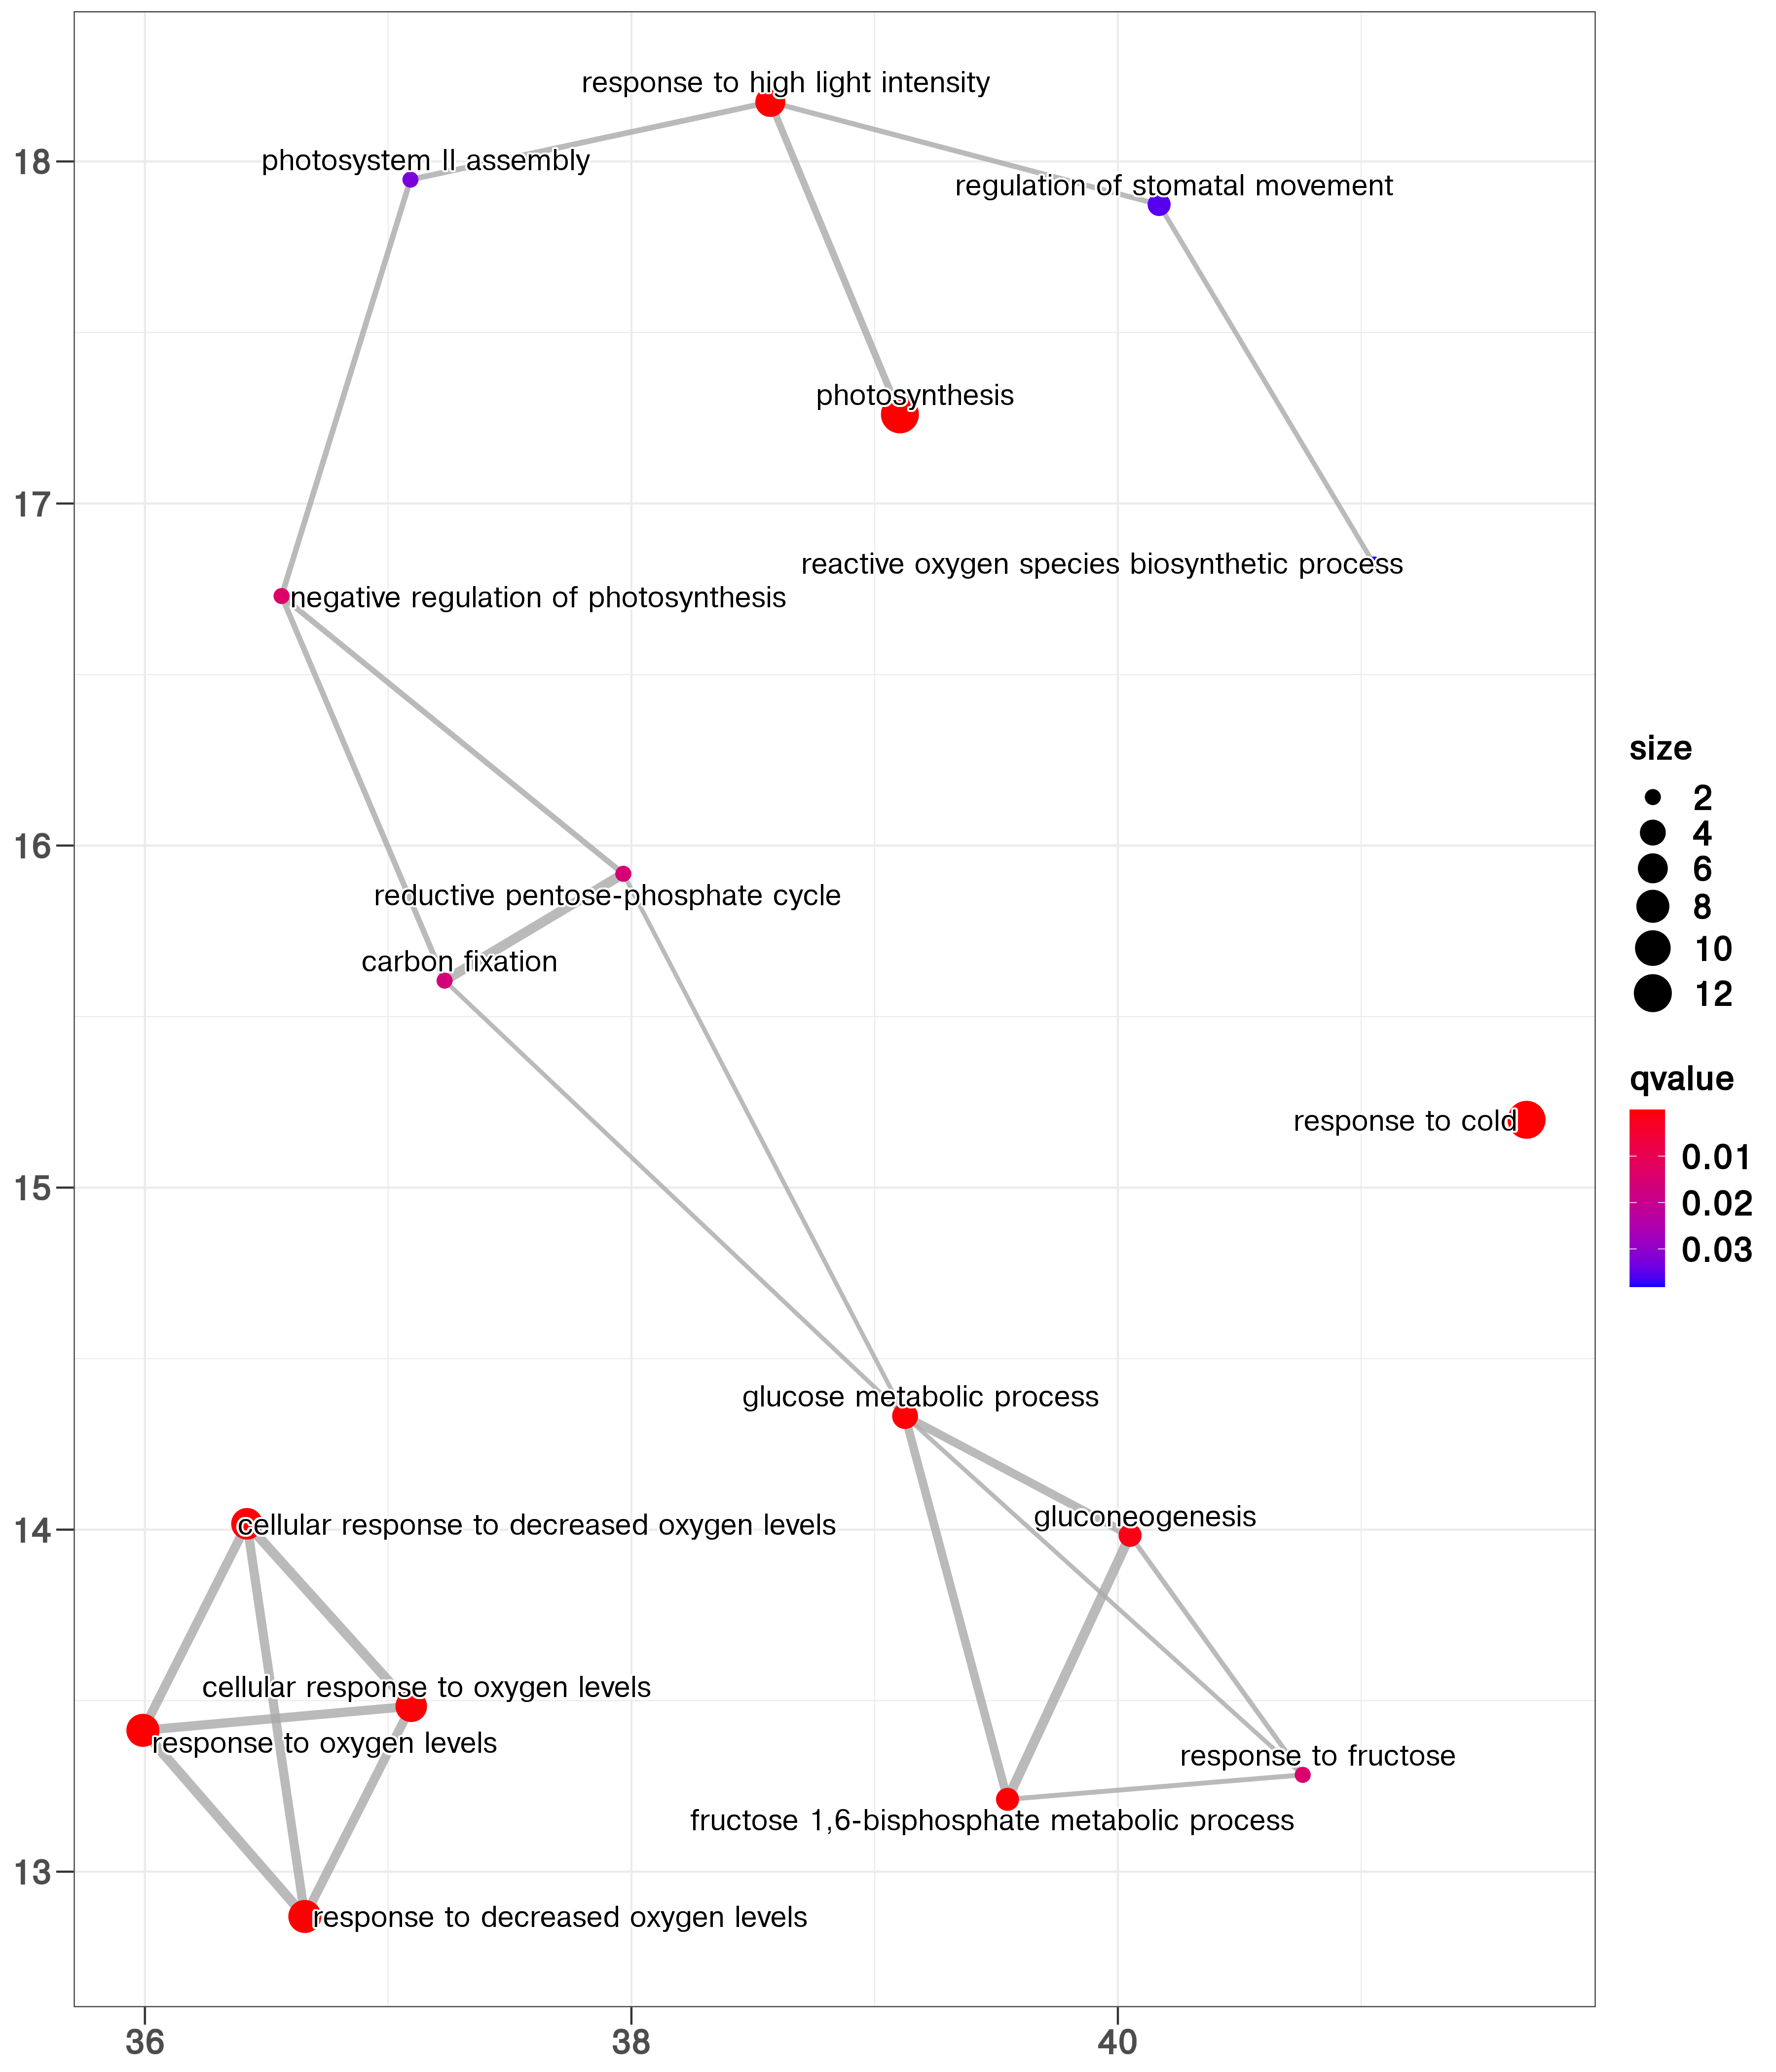 response to high light intensity
18
photosystem II assembly
regulation of stomatal movement
photosynthesis
17
reactive oxygen species biosynthetic process
negative regulation of photosynthesis
16
reductive pentose-phosphate cycle
carbon fixation
response to cold
15
glucose metabolic process
gluconeogenesis
14
cellular response to decreased oxygen levels
cellular response to oxygen levels
response to oxygen levels
response to fructose
fructose 1,6-bisphosphate metabolic process
13
response to decreased oxygen levels
36
38
40
size
2
4
6
8
10
12
qvalue
0.01
0.02
0.03